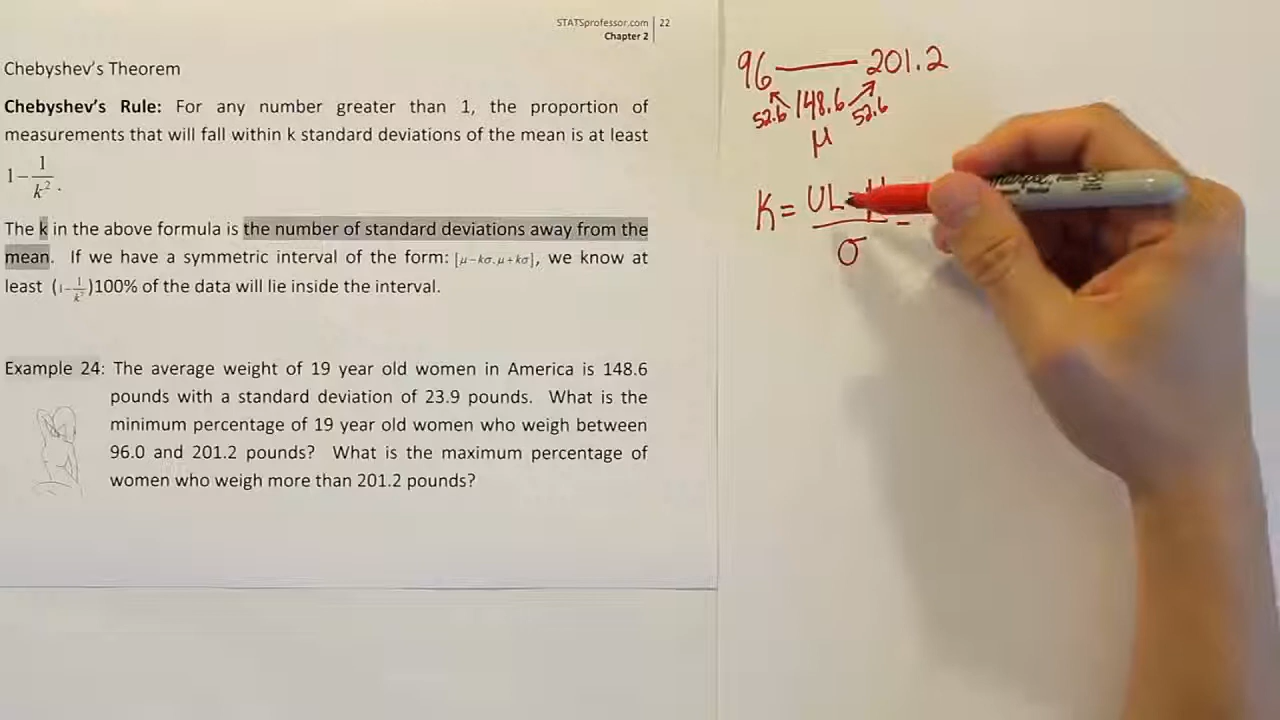 STATSprofessor.com | 22
Chapter 2
Chebyshev's Theorem
Chebyshev's Rule: For any number greater than 1, the proportion of
measurements that will fall within k standard deviations of the mean is at least
1 - 1/k².
The k in the above formula is the number of standard deviations away from the
mean. If we have a symmetric interval of the form: [μ-kσ, μ+kσ], we know at
least (1-1/k²)100% of the data will lie inside the interval.
Example 24: The average weight of 19 year old women in America is 148.6
pounds with a standard deviation of 23.9 pounds. What is the
minimum percentage of 19 year old women who weigh between
96.0 and 201.2 pounds? What is the maximum percentage of
women who weigh more than 201.2 pounds?
96 — 201.2
52.6 148.6 52.6
μ
K = UL - μ / σ =
Sharpie